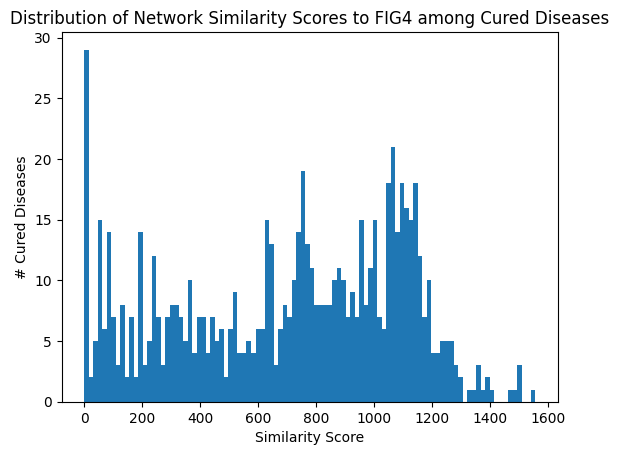 Distribution of Network Similarity Scores to FIG4 among Cured Diseases
30
25
20
15
10
5
0
# Cured Diseases
0 200 400 600 800 1000 1200 1400 1600
Similarity Score